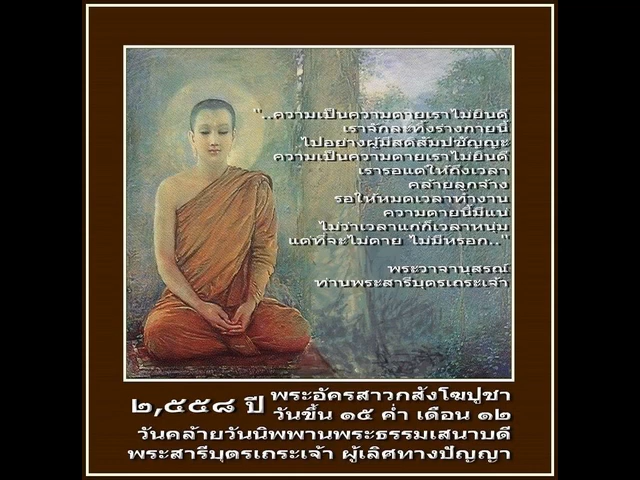 "..ความเป็นความตายเราไม่ยินดี
เราจักละทิ้งร่างกายนี้
ไปอย่างผู้มีสติสัมปชัญญะ
ความเป็นความตายเราไม่ยินดี
เรารอแต่ให้ถึงเวลา
คล้ายลูกจ้าง
รอให้หมดเวลาทำงาน
ความตายนี้มีแน่
ไม่ว่าเวลาแก่ก็เวลาหนุ่ม
แต่ที่จะไม่ตาย ไม่มีหรอก.."
พระวาจานุสรณ์
ท่านพระสารีบุตรเถระเจ้า
๒,๕๕๘ ปี พระอัครสาวกสังโฆปูชา
วันขึ้น ๑๕ ค่ำ เดือน ๑๒
วันคล้ายวันนิพพานพระธรรมเสนาบดี
พระสารีบุตรเถระเจ้า ผู้เลิศทางปัญญา